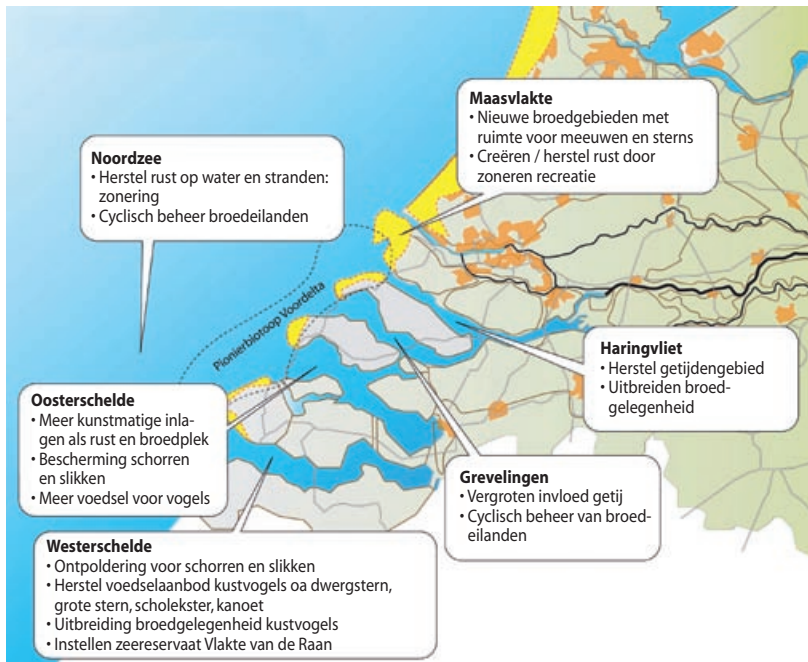 Maasvlakte
• Nieuwe broedgebieden met
ruimte voor meeuwen en sterns
• Creëren / herstel rust door
zoneren recreatie
Noordzee
• Herstel rust op water en stranden:
zonering
• Cyclisch beheer broedeilanden
Pionierbiotoop Voordelta
Haringvliet
• Herstel getijdengebied
• Uitbreiden broed-
gelegenheid
Oosterschelde
• Meer kunstmatige inla-
gen als rust en broedplek
• Bescherming schorren
en slikken
• Meer voedsel voor vogels
Grevelingen
• Vergroten invloed getij
• Cyclisch beheer van broed-
eilanden
Westerschelde
• Ontpoldering voor schorren en slikken
• Herstel voedselaanbod kustvogels oa dwergstern,
grote stern, scholekster, kanoet
• Uitbreiding broedgelegenheid kustvogels
• Instellen zeereservaat Vlakte van de Raan